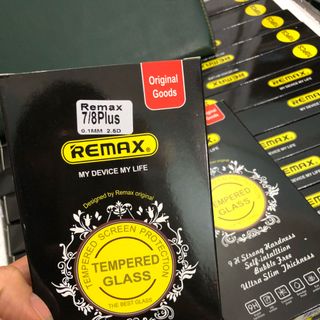 Original
Goods
Remax
7/8Plus
0.1MM 2.5D
REMAX®
MY DEVICE MY LIFE
Designed by Remax original
TEMPERED SCREEN PROTECTION
TEMPERED
GLASS
THE BEST GLASS
TEMPERED
GLASS
9H Strong Hardness
Self-intalltion
Bubble Free
Ultra Slim Thickness
REMAX
REMAX